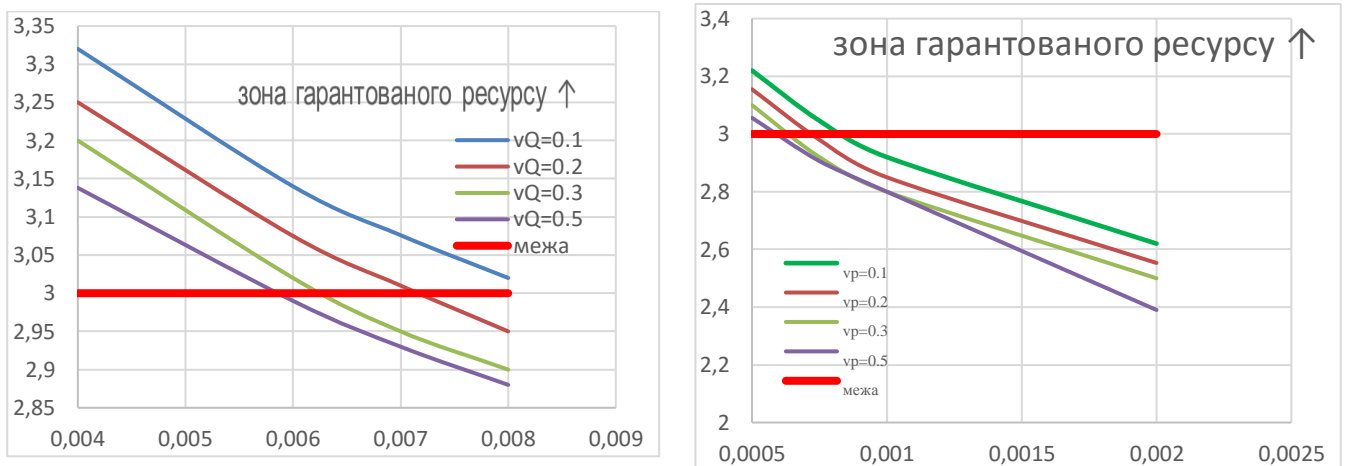 3,35
3,3
3,25
3,2
3,15
3,1
3,05
3
2,95
2,9
2,85
зона гарантованого ресурсу ↑
vQ=0.1
vQ=0.2
vQ=0.3
vQ=0.5
межа
0,004 0,005 0,006 0,007 0,008 0,009
3,4
3,2
3
2,8
2,6
2,4
2,2
2
зона гарантованого ресурсу ↑
vp=0.1
vp=0.2
vp=0.3
vp=0.5
межа
0,0005 0,001 0,0015 0,002 0,0025